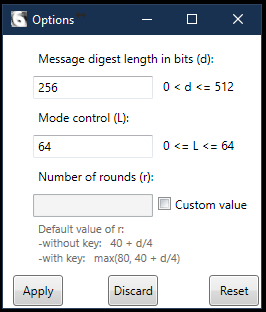 Options
Message digest length in bits (d):
256 0 < d <= 512
Mode control (L):
64 0 <= L <= 64
Number of rounds (r):
Custom value
Default value of r:
-without key: 40 + d/4
-with key: max(80, 40 + d/4)
Apply Discard Reset